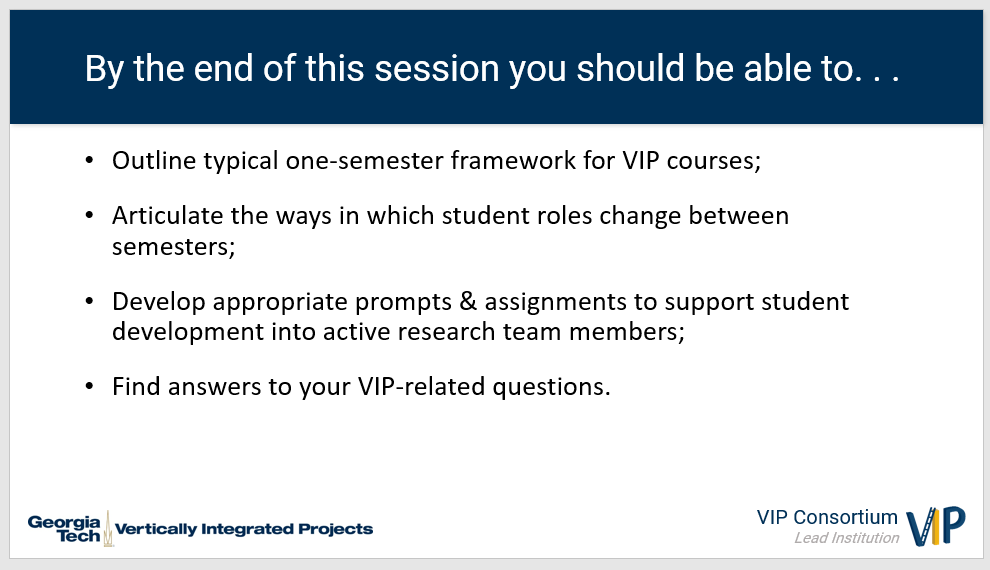 By the end of this session you should be able to. . .
• Outline typical one-semester framework for VIP courses;
• Articulate the ways in which student roles change between
semesters;
• Develop appropriate prompts & assignments to support student
development into active research team members;
• Find answers to your VIP-related questions.
Georgia
Tech
Vertically Integrated Projects
VIP Consortium
Lead Institution
VIP